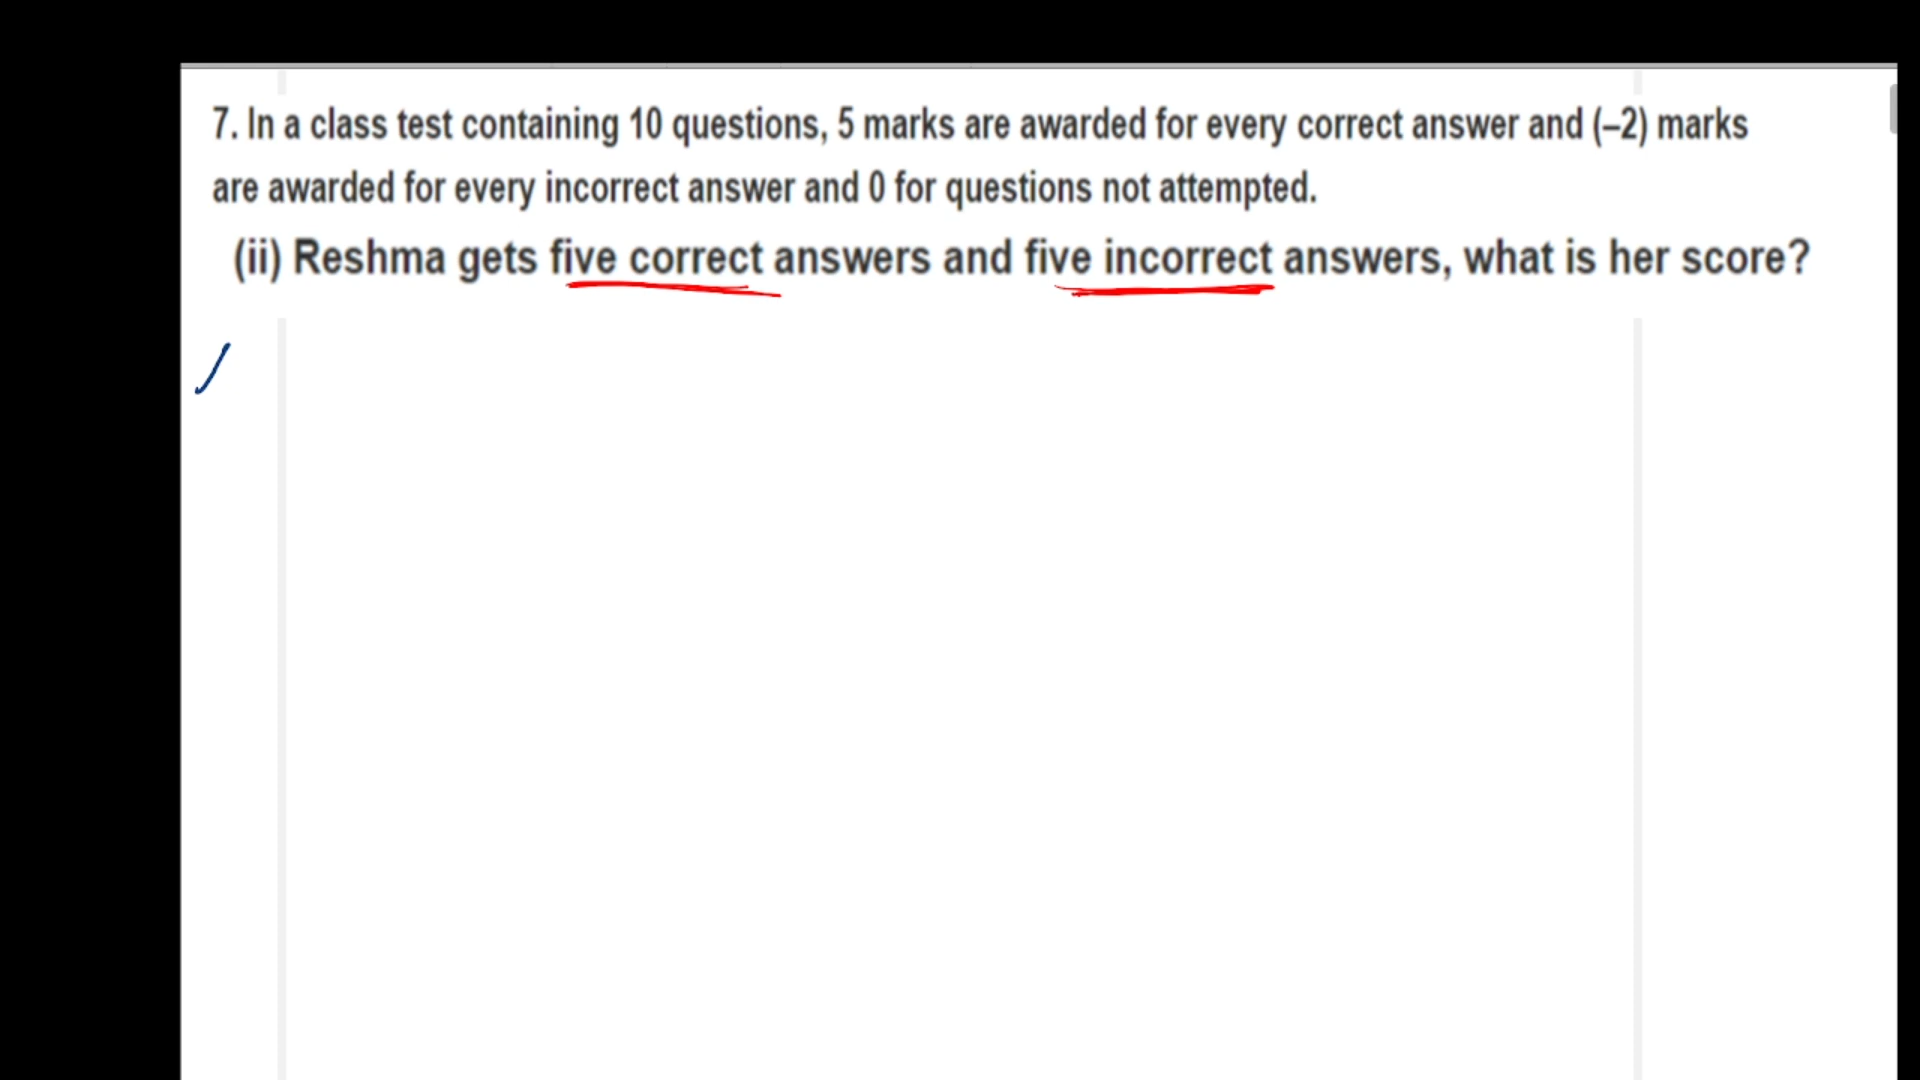 7. In a class test containing 10 questions, 5 marks are awarded for every correct answer and (–2) marks
are awarded for every incorrect answer and 0 for questions not attempted.
(ii) Reshma gets five correct answers and five incorrect answers, what is her score?